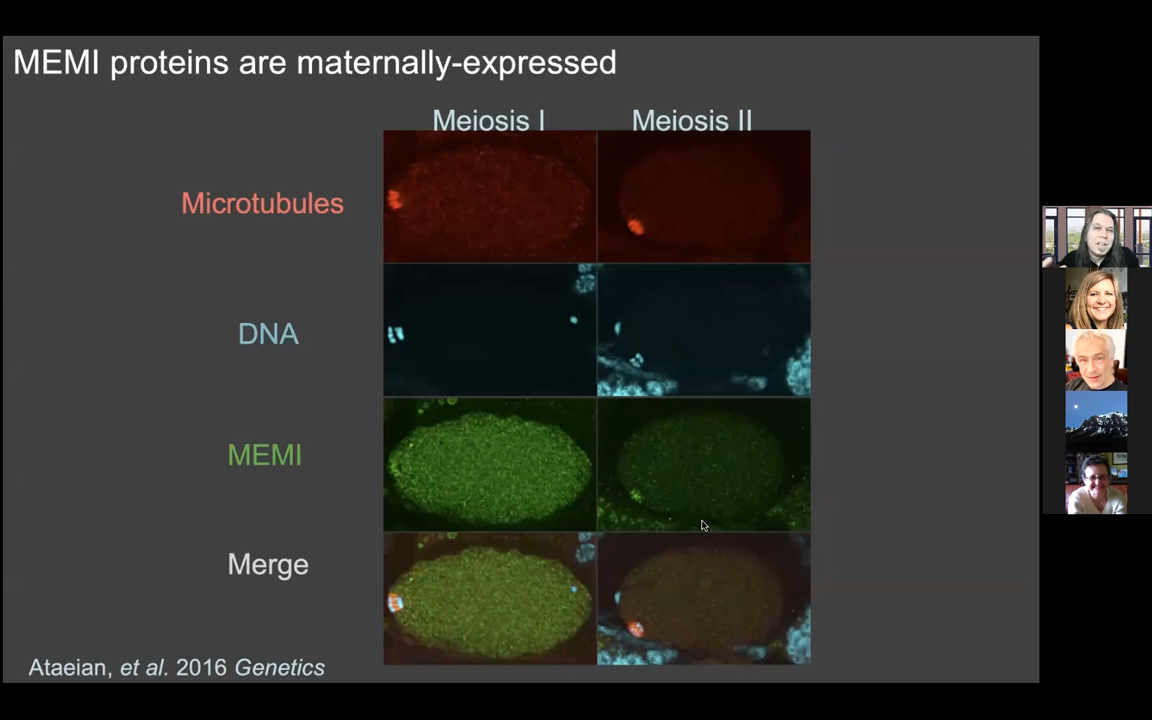 MEMI proteins are maternally-expressed
Meiosis I
Meiosis II
Microtubules
DNA
MEMI
Merge
Ataeian, et al. 2016 Genetics